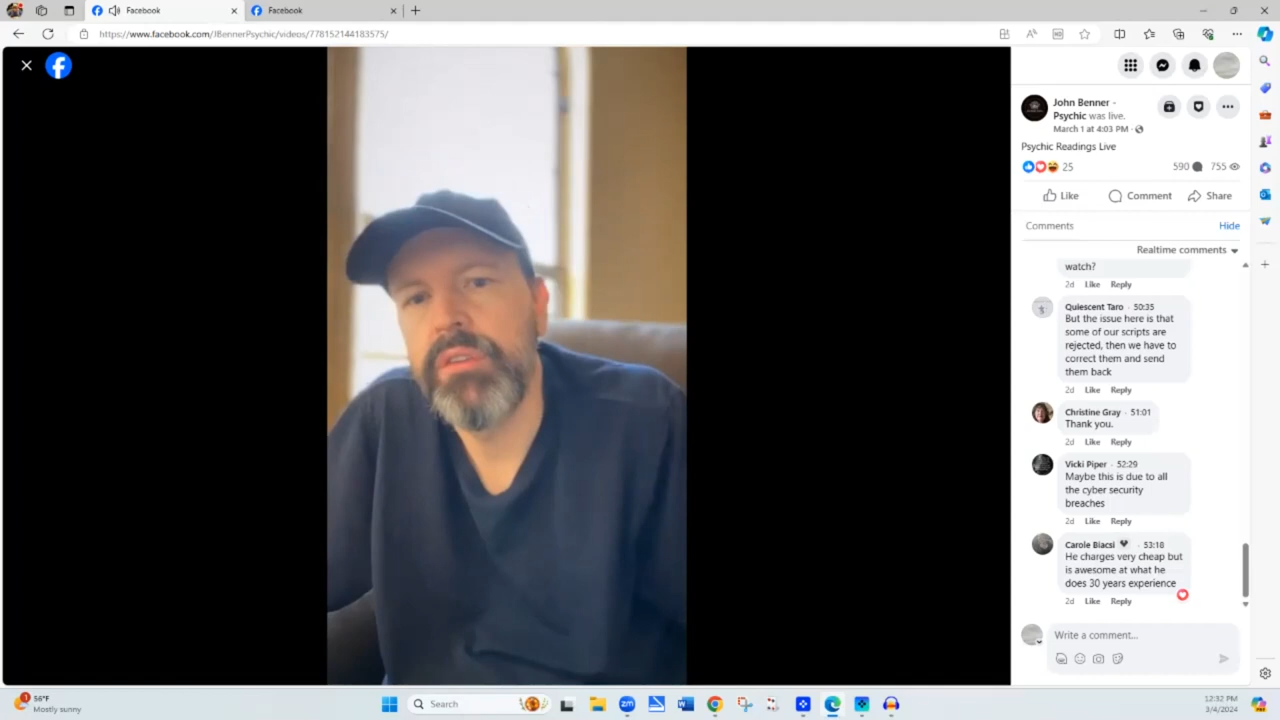 Facebook
Facebook
https://www.facebook.com/JBennerPsychic/videos/778152144183575/
John Benner -
Psychic was live.
March 1 at 4:03 PM ·
Psychic Readings Live
25
590
755
Like
Comment
Share
Comments
Hide
Realtime comments
watch?
2d Like Reply
Quiescent Taro · 50:35
But the issue here is that
some of our scripts are
rejected, then we have to
correct them and send
them back
2d Like Reply
Christine Gray · 51:01
Thank you.
2d Like Reply
Vicki Piper · 52:29
Maybe this is due to all
the cyber security
breaches
2d Like Reply
Carole Biacsi · 53:18
He charges very cheap but
is awesome at what he
does 30 years experience
2d Like Reply
Write a comment...
1
56°F
Mostly sunny
Search
zm
12:32 PM
3/4/2024